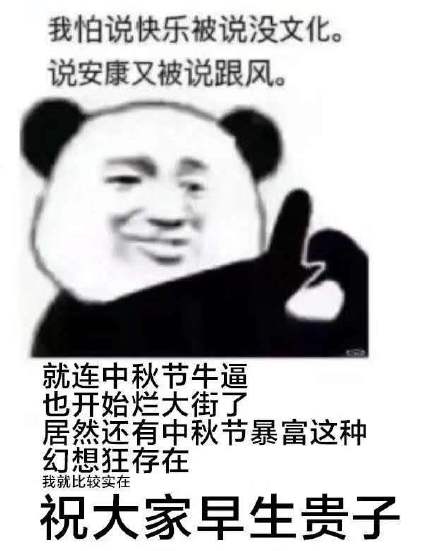 我怕说快乐被说没文化。
说安康又被说跟风。
就连中秋节牛逼
也开始烂大街了
居然还有中秋节暴富这种
幻想狂存在
我就比较实在
祝大家早生贵子